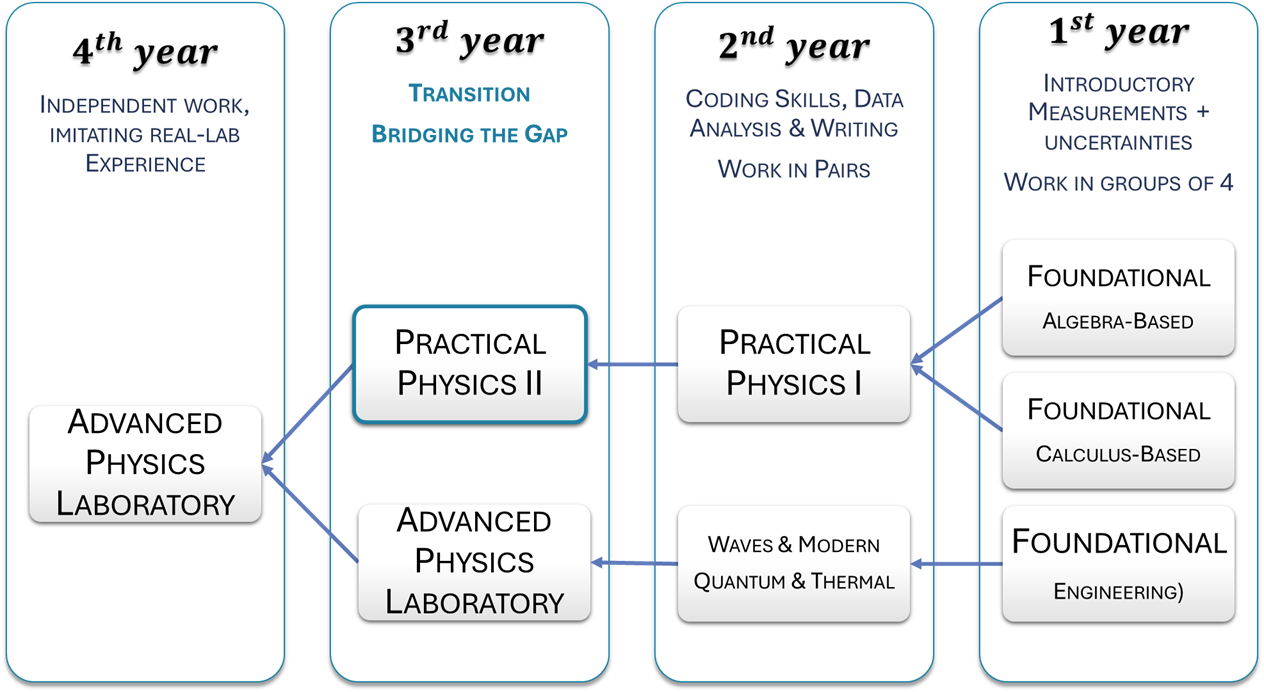 4th year
INDEPENDENT WORK,
IMITATING REAL-LAB
EXPERIENCE
ADVANCED
PHYSICS
LABORATORY
3rd year
TRANSITION
BRIDGING THE GAP
PRACTICAL
PHYSICS II
ADVANCED
PHYSICS
LABORATORY
2nd year
CODING SKILLS, DATA
ANALYSIS & WRITING
WORK IN PAIRS
PRACTICAL
PHYSICS I
WAVES & MODERN
QUANTUM & THERMAL
1st year
INTRODUCTORY
MEASUREMENTS +
UNCERTAINTIES
WORK IN GROUPS OF 4
FOUNDATIONAL
ALGEBRA-BASED
FOUNDATIONAL
CALCULUS-BASED
FOUNDATIONAL
ENGINEERING)